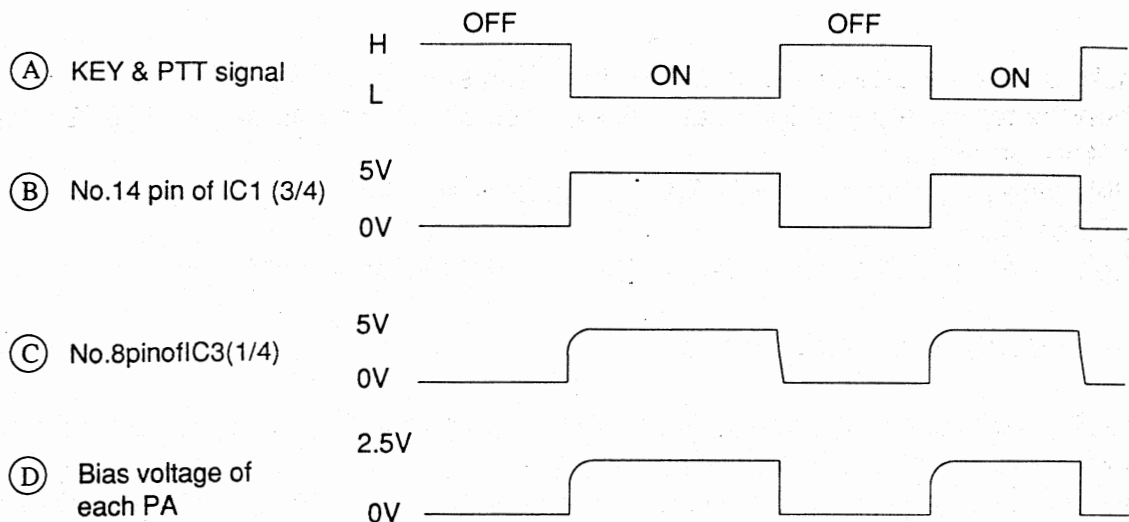 OFF OFF
H
Ⓐ KEY & PTT signal
ON ON
L
5V
Ⓑ No.14 pin of IC1 (3/4)
0V
5V
Ⓒ No.8pinofIC3(1/4)
0V
2.5V
Ⓓ Bias voltage of
each PA
0V